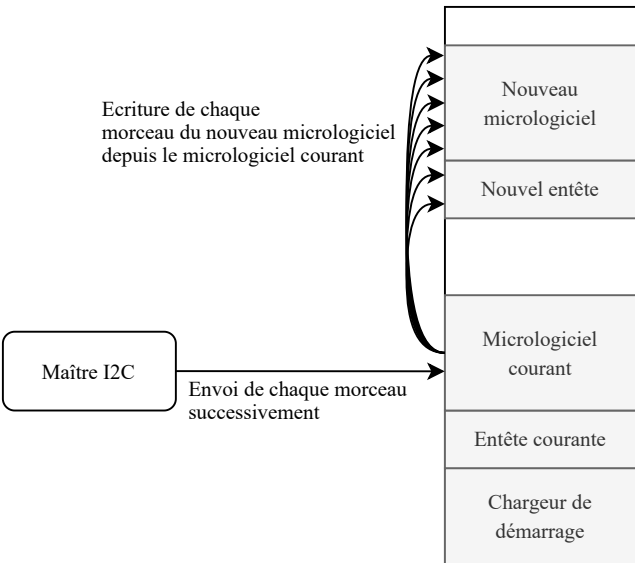 Nouveau
micrologiciel
Ecriture de chaque
morceau du nouveau micrologiciel
depuis le micrologiciel courant
Nouvel entête
Micrologiciel
courant
Maître I2C
Envoi de chaque morceau
successivement
Entête courante
Chargeur de
démarrage